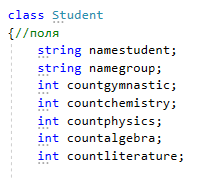 class Student
{//поля
string namestudent;
string namegroup;
int countgymnastic;
int countchemistry;
int countphysics;
int countalgebra;
int countliterature;